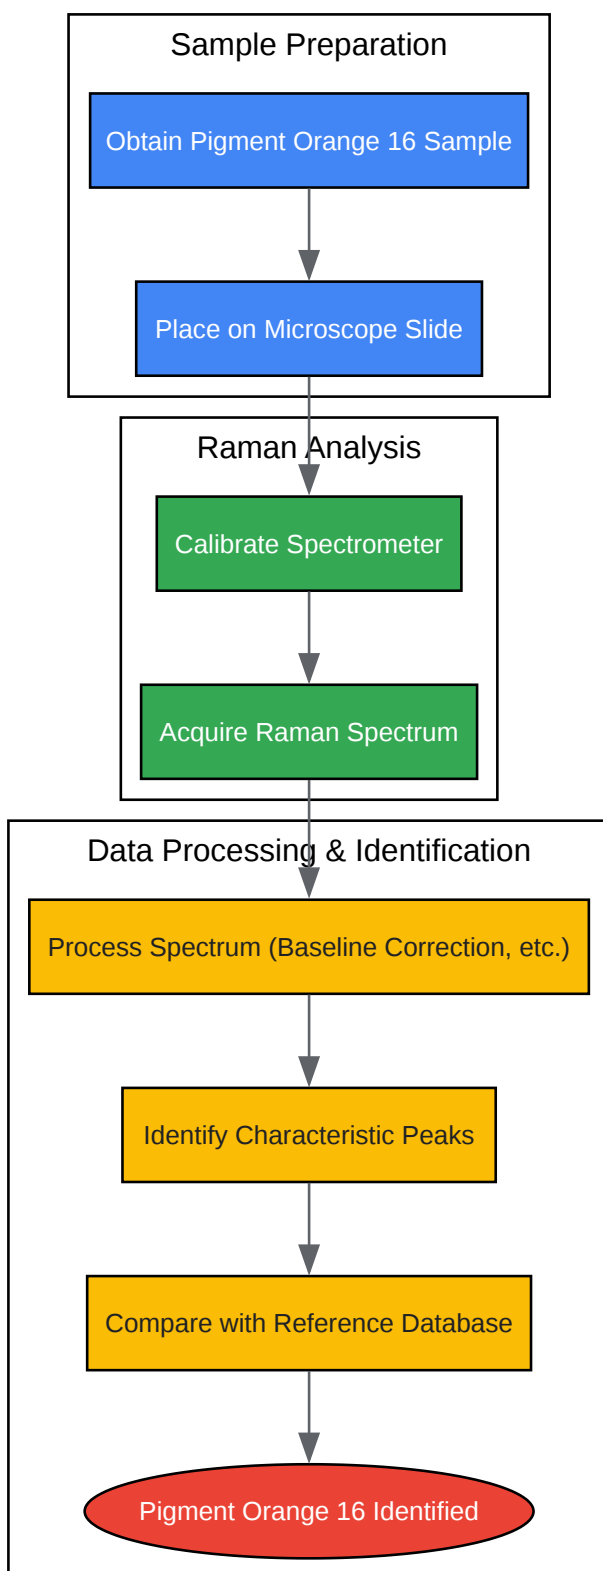 Sample Preparation
Obtain Pigment Orange 16 Sample
Place on Microscope Slide
Raman Analysis
Calibrate Spectrometer
Acquire Raman Spectrum
Data Processing & Identification
Process Spectrum (Baseline Correction, etc.)
Identify Characteristic Peaks
Compare with Reference Database
Pigment Orange 16 Identified